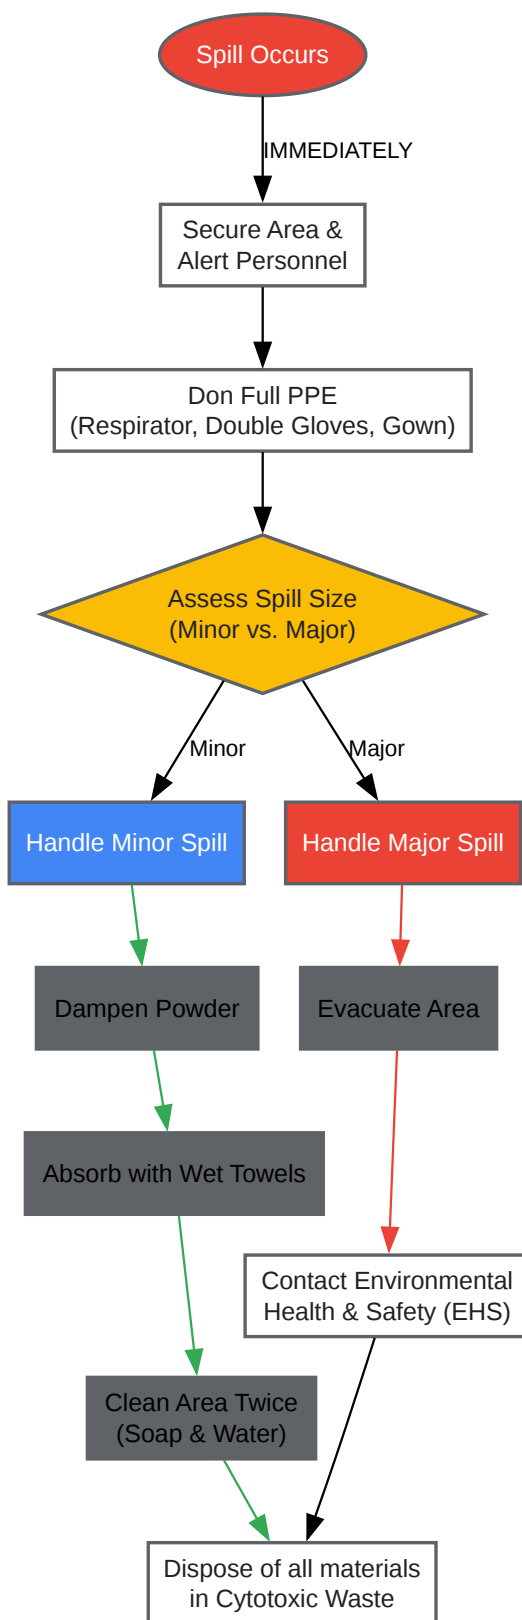 Spill Occurs
IMMEDIATELY
Secure Area &
Alert Personnel
Don Full PPE
(Respirator, Double Gloves, Gown)
Assess Spill Size
(Minor vs. Major)
Minor
Major
Handle Minor Spill
Handle Major Spill
Dampen Powder
Evacuate Area
Absorb with Wet Towels
Contact Environmental
Health & Safety (EHS)
Clean Area Twice
(Soap & Water)
Dispose of all materials
in Cytotoxic Waste